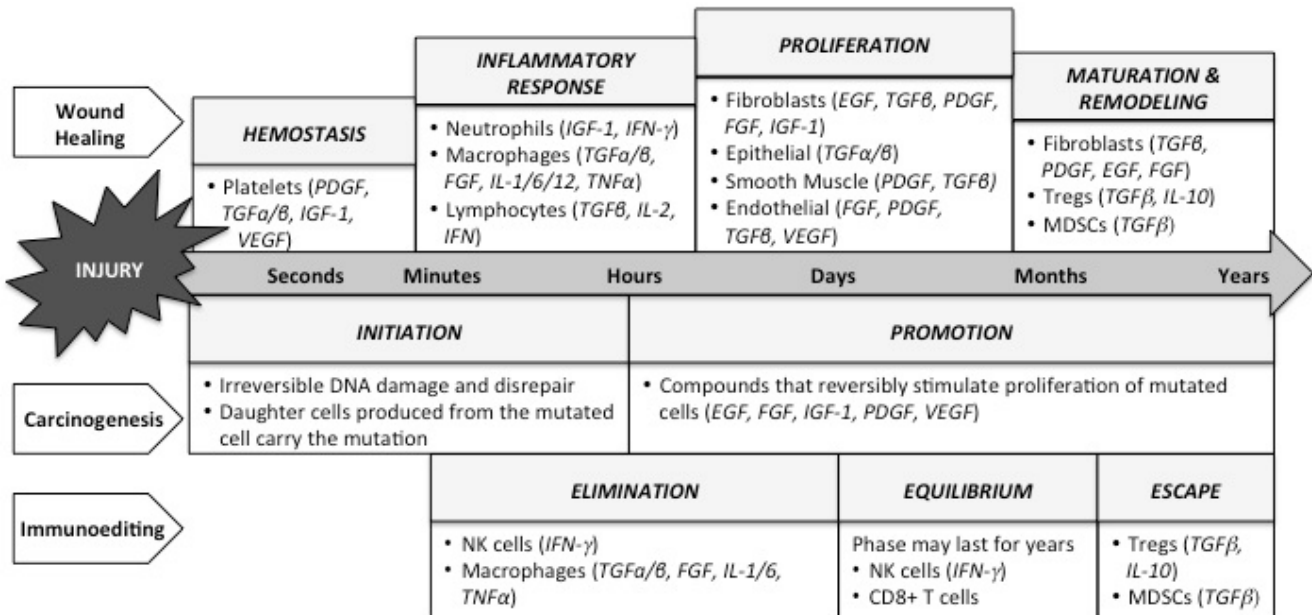 Wound
Healing
HEMOSTASIS
• Platelets (PDGF,
TGFα/β, IGF-1,
VEGF)
INFLAMMATORY
RESPONSE
• Neutrophils (IGF-1, IFN-γ)
• Macrophages (TGFα/β,
FGF, IL-1/6/12, TNFα)
• Lymphocytes (TGFβ, IL-2,
IFN)
PROLIFERATION
• Fibroblasts (EGF, TGFβ, PDGF,
FGF, IGF-1)
• Epithelial (TGFα/β)
• Smooth Muscle (PDGF, TGFβ)
• Endothelial (FGF, PDGF,
TGFβ, VEGF)
MATURATION &
REMODELING
• Fibroblasts (TGFβ,
PDGF, EGF, FGF)
• Tregs (TGFβ, IL-10)
• MDSCs (TGFβ)
INJURY
Seconds Minutes Hours Days Months Years
Carcinogenesis
INITIATION
• Irreversible DNA damage and disrepair
• Daughter cells produced from the mutated
cell carry the mutation
PROMOTION
• Compounds that reversibly stimulate proliferation of mutated
cells (EGF, FGF, IGF-1, PDGF, VEGF)
Immunoediting
ELIMINATION
• NK cells (IFN-γ)
• Macrophages (TGFα/β, FGF, IL-1/6,
TNFα)
EQUILIBRIUM
Phase may last for years
• NK cells (IFN-γ)
• CD8+ T cells
ESCAPE
• Tregs (TGFβ,
IL-10)
• MDSCs (TGFβ)